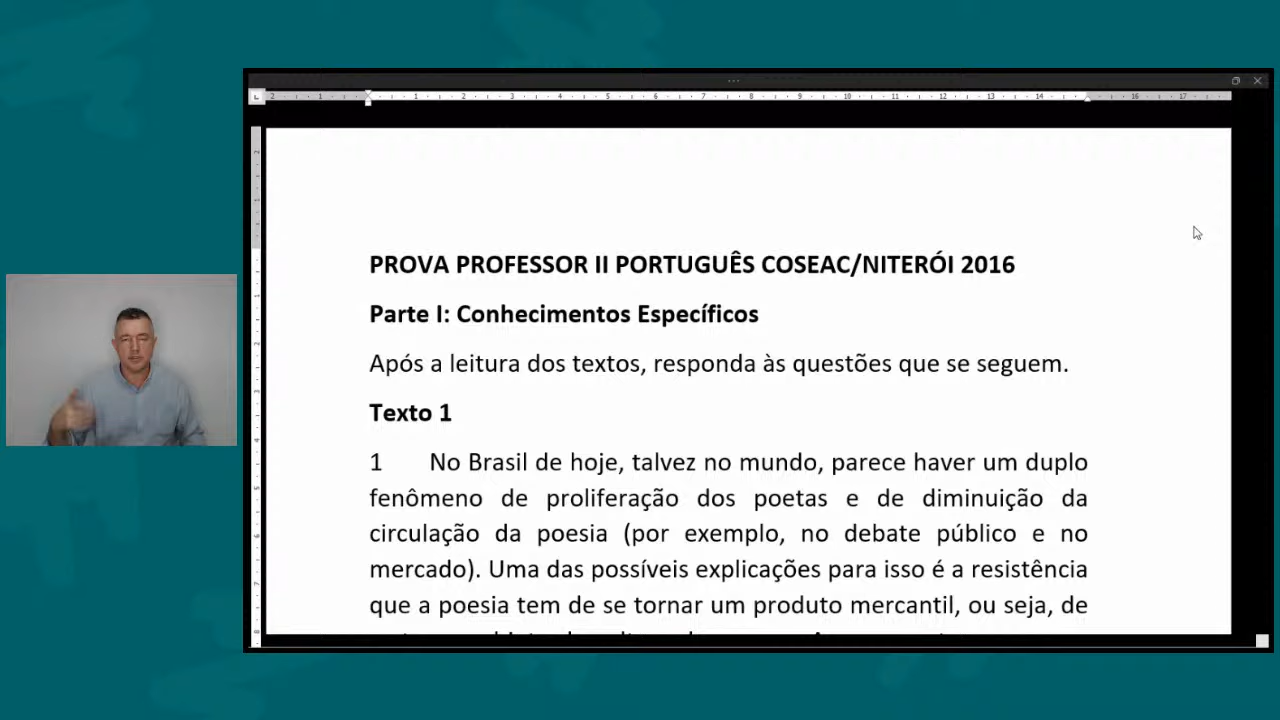 PROVA PROFESSOR II PORTUGUÊS COSEAC/NITERÓI 2016
Parte I: Conhecimentos Específicos
Após a leitura dos textos, responda às questões que se seguem.
Texto 1
1 No Brasil de hoje, talvez no mundo, parece haver um duplo
fenômeno de proliferação dos poetas e de diminuição da
circulação da poesia (por exemplo, no debate público e no
mercado). Uma das possíveis explicações para isso é a resistência
que a poesia tem de se tornar um produto mercantil, ou seja, de